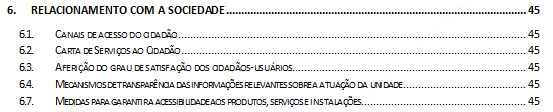 6. RELACIONAMENTO COM A SOCIEDADE ........ 45
6.1. CANAIS DE ACESSO DO CIDADÃO ........ 45
6.2. CARTA DE SERVIÇOS AO CIDADÃO ........ 45
6.3. AFERIÇÃO DO GRAU DE SATISFAÇÃO DOS CIDADÃOS-USUÁRIOS ........ 45
6.4. MECANISMOS DE TRANSPARÊNCIA DAS INFORMAÇÕES RELEVANTES SOBRE A ATUAÇÃO DA UNIDADE ........ 45
6.7. MEDIDAS PARA GARANTIR A ACESSIBILIDADE AOS PRODUTOS, SERVIÇOS E INSTALAÇÕES ........ 45